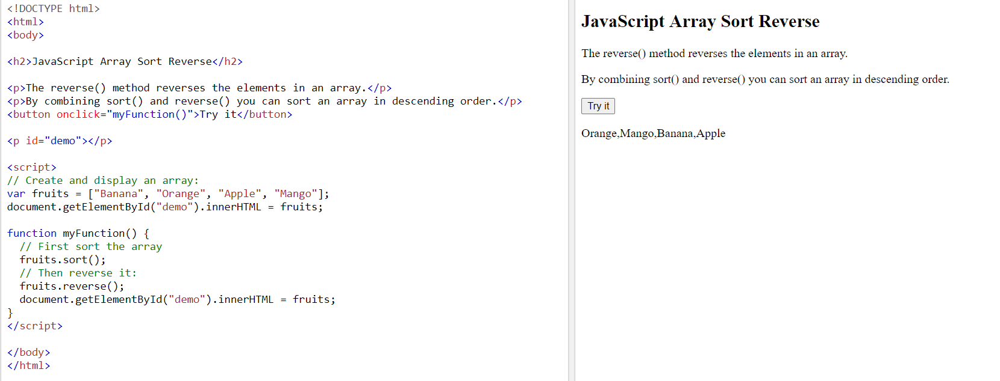 <!DOCTYPE html>
<html>
<body>
<h2>JavaScript Array Sort Reverse</h2>
<p>The reverse() method reverses the elements in an array.</p>
<p>By combining sort() and reverse() you can sort an array in descending order.</p>
<button onclick="myFunction()">Try it</button>
<p id="demo"></p>
<script>
// Create and display an array:
var fruits = ["Banana", "Orange", "Apple", "Mango"];
document.getElementById("demo").innerHTML = fruits;
function myFunction() {
  // First sort the array
  fruits.sort();
  // Then reverse it:
  fruits.reverse();
  document.getElementById("demo").innerHTML = fruits;
}
</script>
</body>
</html>
JavaScript Array Sort Reverse
The reverse() method reverses the elements in an array.
By combining sort() and reverse() you can sort an array in descending order.
Try it
Orange,Mango,Banana,Apple